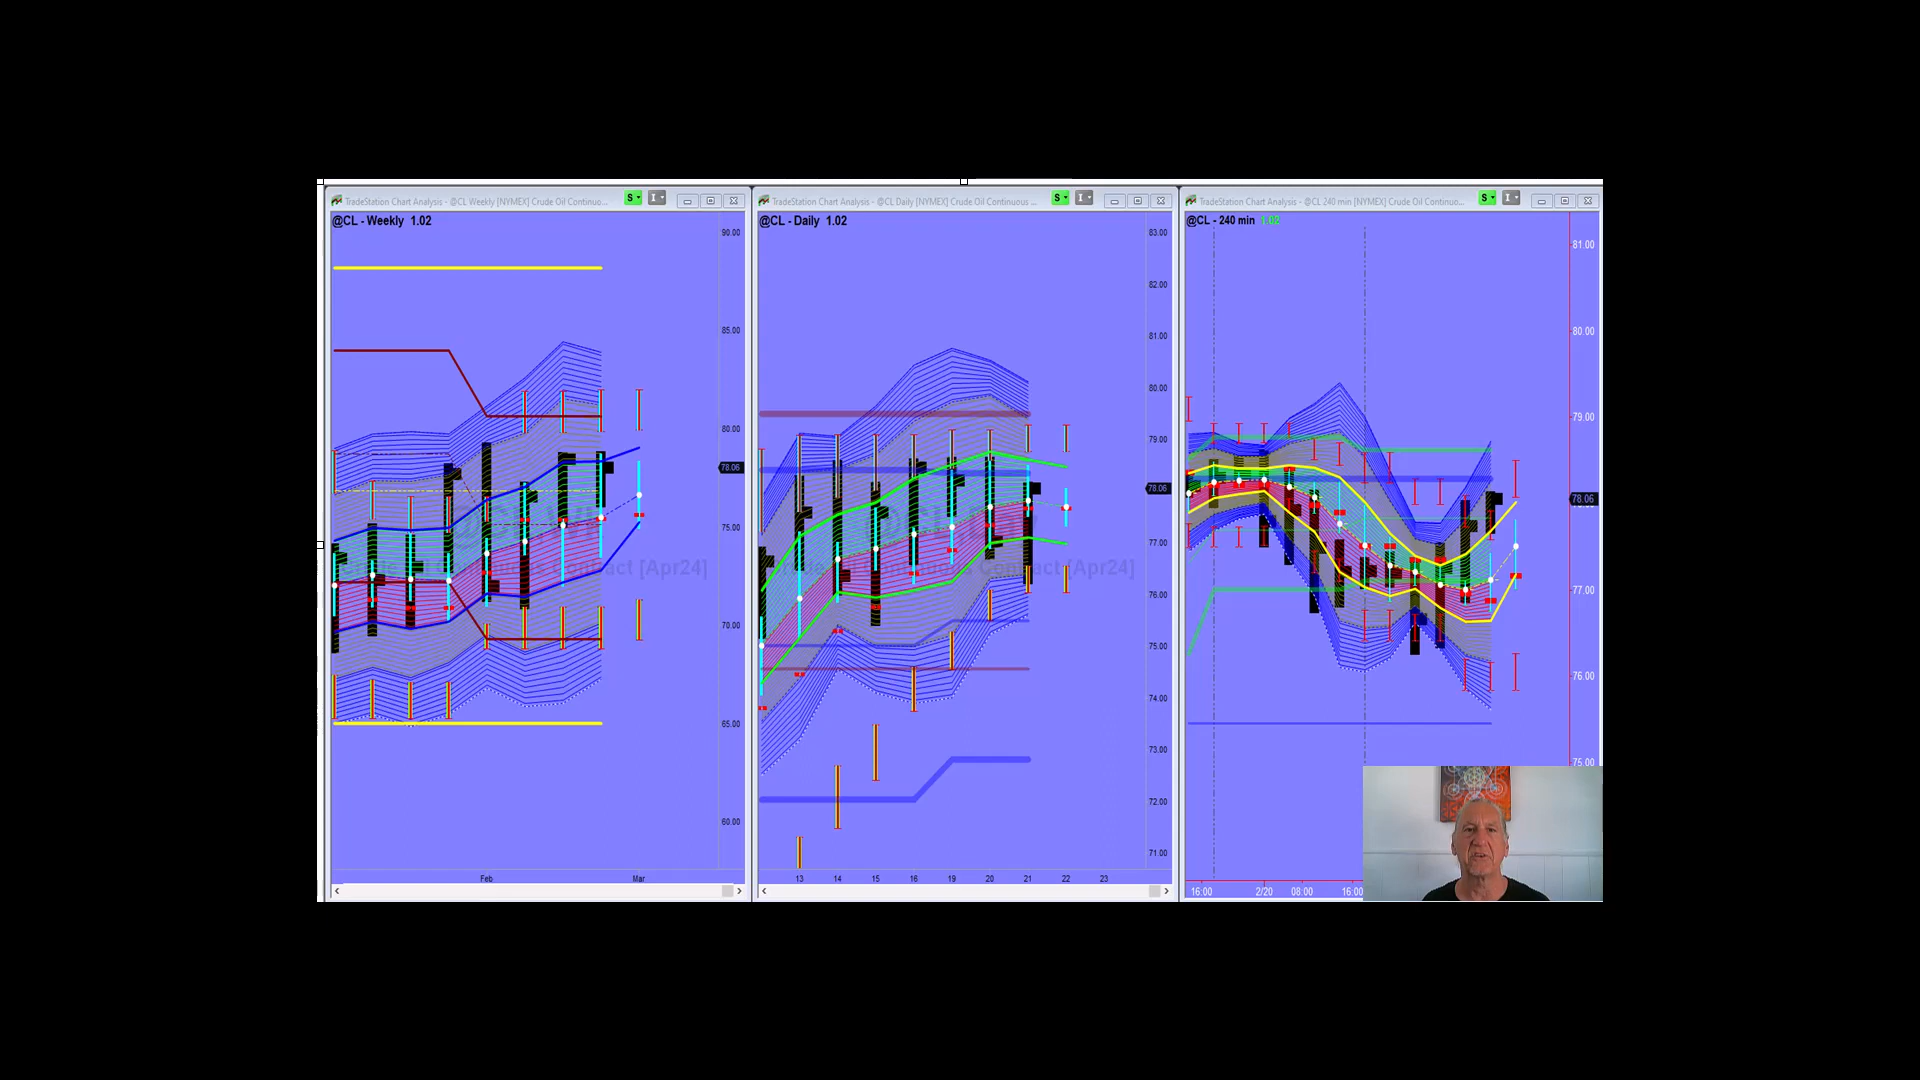 TradeStation Chart Analysis - @CL Weekly [NYMEX] Crude Oil Continuo...
S
I
@CL - Weekly 1.02
90.00
85.00
80.00
78.06
75.00
70.00
65.00
60.00
Contract [Apr24]
Feb
Mar
TradeStation Chart Analysis - @CL Daily [NYMEX] Crude Oil Continuous ...
S
I
@CL - Daily 1.02
83.00
82.00
81.00
80.00
79.00
78.06
77.00
76.00
75.00
74.00
73.00
72.00
71.00
Contract [Apr24]
13
14
15
16
19
20
21
22
23
TradeStation Chart Analysis - @CL 240 min [NYMEX] Crude Oil Continuo...
S
I
@CL - 240 min 1.02
81.00
80.00
79.00
78.06
77.00
76.00
75.00
16:00
2/20
08:00
16:00